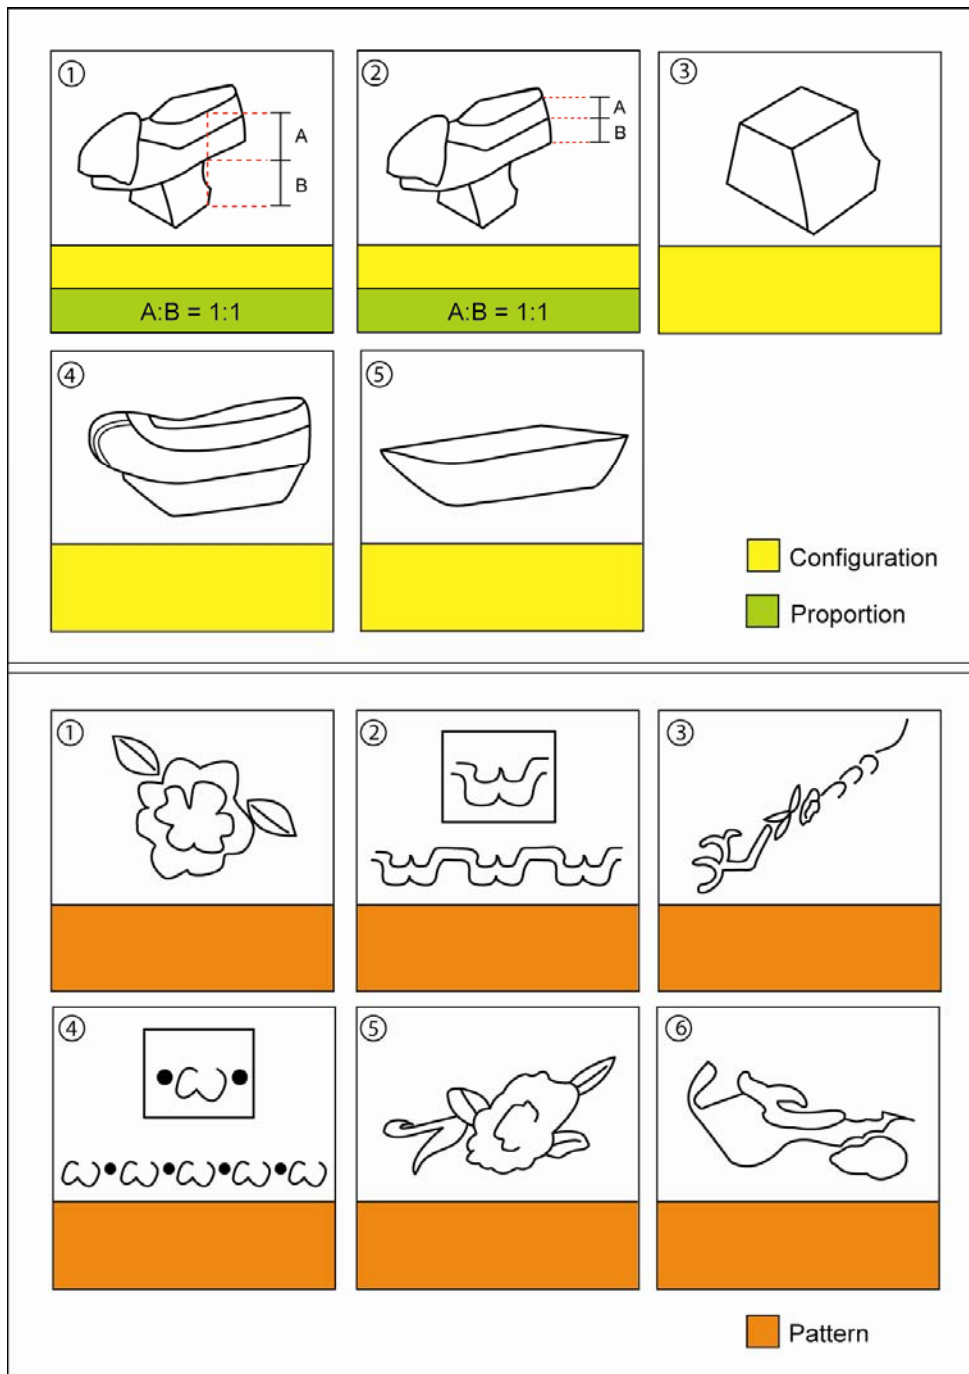 ①
②
③
A
B
A
B
A:B = 1:1
A:B = 1:1
④
⑤
Configuration
Proportion
①
②
③
④
⑤
⑥
Pattern